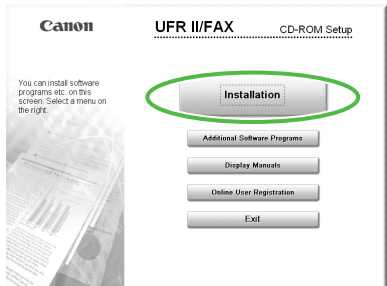 Canon
UFR II/FAX
CD-ROM Setup
You can install software
programs etc. on this
screen. Select a menu on
the right.
Installation
Additional Software Programs
Display Manuals
Online User Registration
Exit